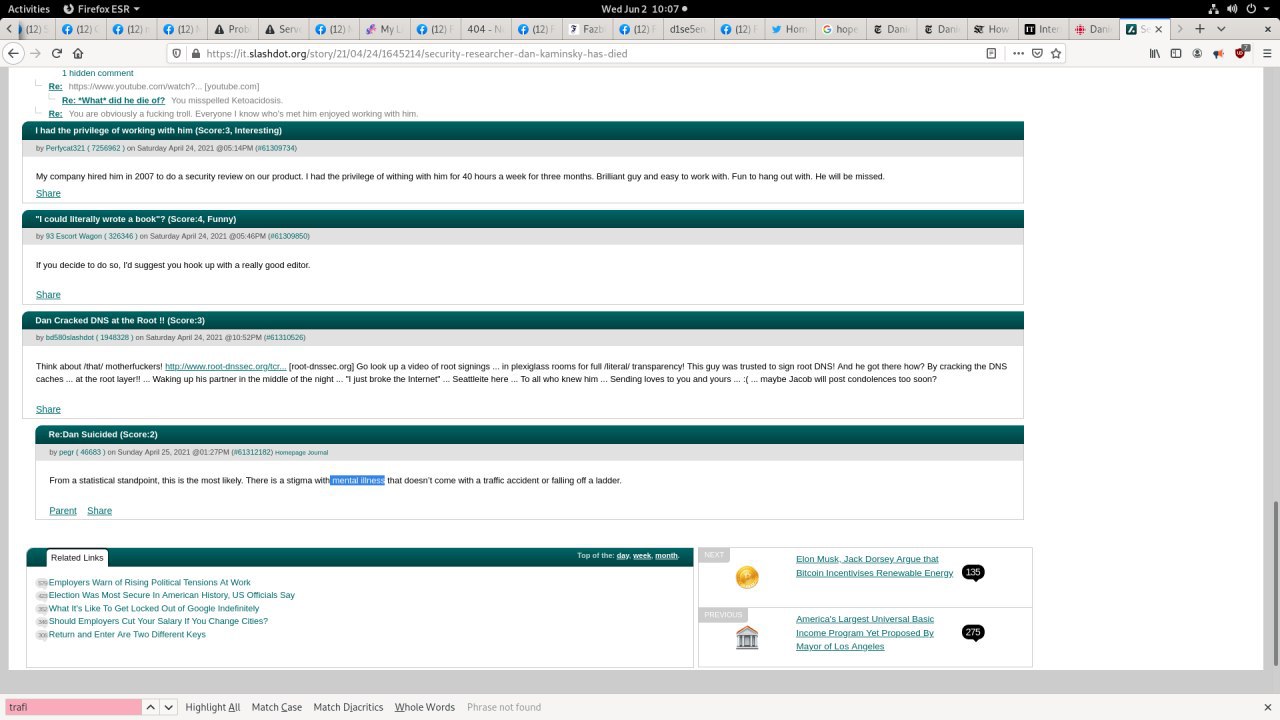 Activities Firefox ESR Wed Jun 2 10:07
(12) S (12) C (12) n (12) F Prob Serv My L (12) F 404 – N (12) F Fazb (12) T d1se5e (12) F Hom hope Dani Dani How Inter Dani Se
https://it.slashdot.org/story/21/04/24/1645214/security-researcher-dan-kaminsky-has-died
1 hidden comment
Re: https://www.youtube.com/watch?... [youtube.com]
Re: *What* did he die of? You misspelled Ketoacidosis.
Re: You are obviously a fucking troll. Everyone I know who's met him enjoyed working with him.
I had the privilege of working with him (Score:3, Interesting)
by Perfycat321 ( 7256962 ) on Saturday April 24, 2021 @05:14PM (#61309734)
My company hired him in 2007 to do a security review on our product. I had the privilege of withing with him for 40 hours a week for three months. Brilliant guy and easy to work with. Fun to hang out with. He will be missed.
Share
"I could literally wrote a book"? (Score:4, Funny)
by 93 Escort Wagon ( 326346 ) on Saturday April 24, 2021 @05:46PM (#61309850)
If you decide to do so, I'd suggest you hook up with a really good editor.
Share
Dan Cracked DNS at the Root !! (Score:3)
by bd580slashdot ( 1948328 ) on Saturday April 24, 2021 @10:52PM (#61310526)
Think about /that/ motherfuckers! http://www.root-dnssec.org/tcr... [root-dnssec.org] Go look up a video of root signings ... in plexiglass rooms for full /literal/ transparency! This guy was trusted to sign root DNS! And he got there how? By cracking the DNS
caches ... at the root layer!! ... Waking up his partner in the middle of the night ... "I just broke the Internet" ... Seattleite here ... To all who knew him ... Sending loves to you and yours ... :( ... maybe Jacob will post condolences too soon?
Share
Re:Dan Suicided (Score:2)
by pegr ( 46683 ) on Sunday April 25, 2021 @01:27PM (#61312182) Homepage Journal
From a statistical standpoint, this is the most likely. There is a stigma with mental illness that doesn't come with a traffic accident or falling off a ladder.
Parent Share
Related Links Top of the: day, week, month.
Employers Warn of Rising Political Tensions At Work
Election Was Most Secure In American History, US Officials Say
What It's Like To Get Locked Out of Google Indefinitely
Should Employers Cut Your Salary If You Change Cities?
Return and Enter Are Two Different Keys
NEXT
Elon Musk, Jack Dorsey Argue that
Bitcoin Incentivises Renewable Energy 135
PREVIOUS
America's Largest Universal Basic
Income Program Yet Proposed By 275
Mayor of Los Angeles
trafi Highlight All Match Case Match Diacritics Whole Words Phrase not found